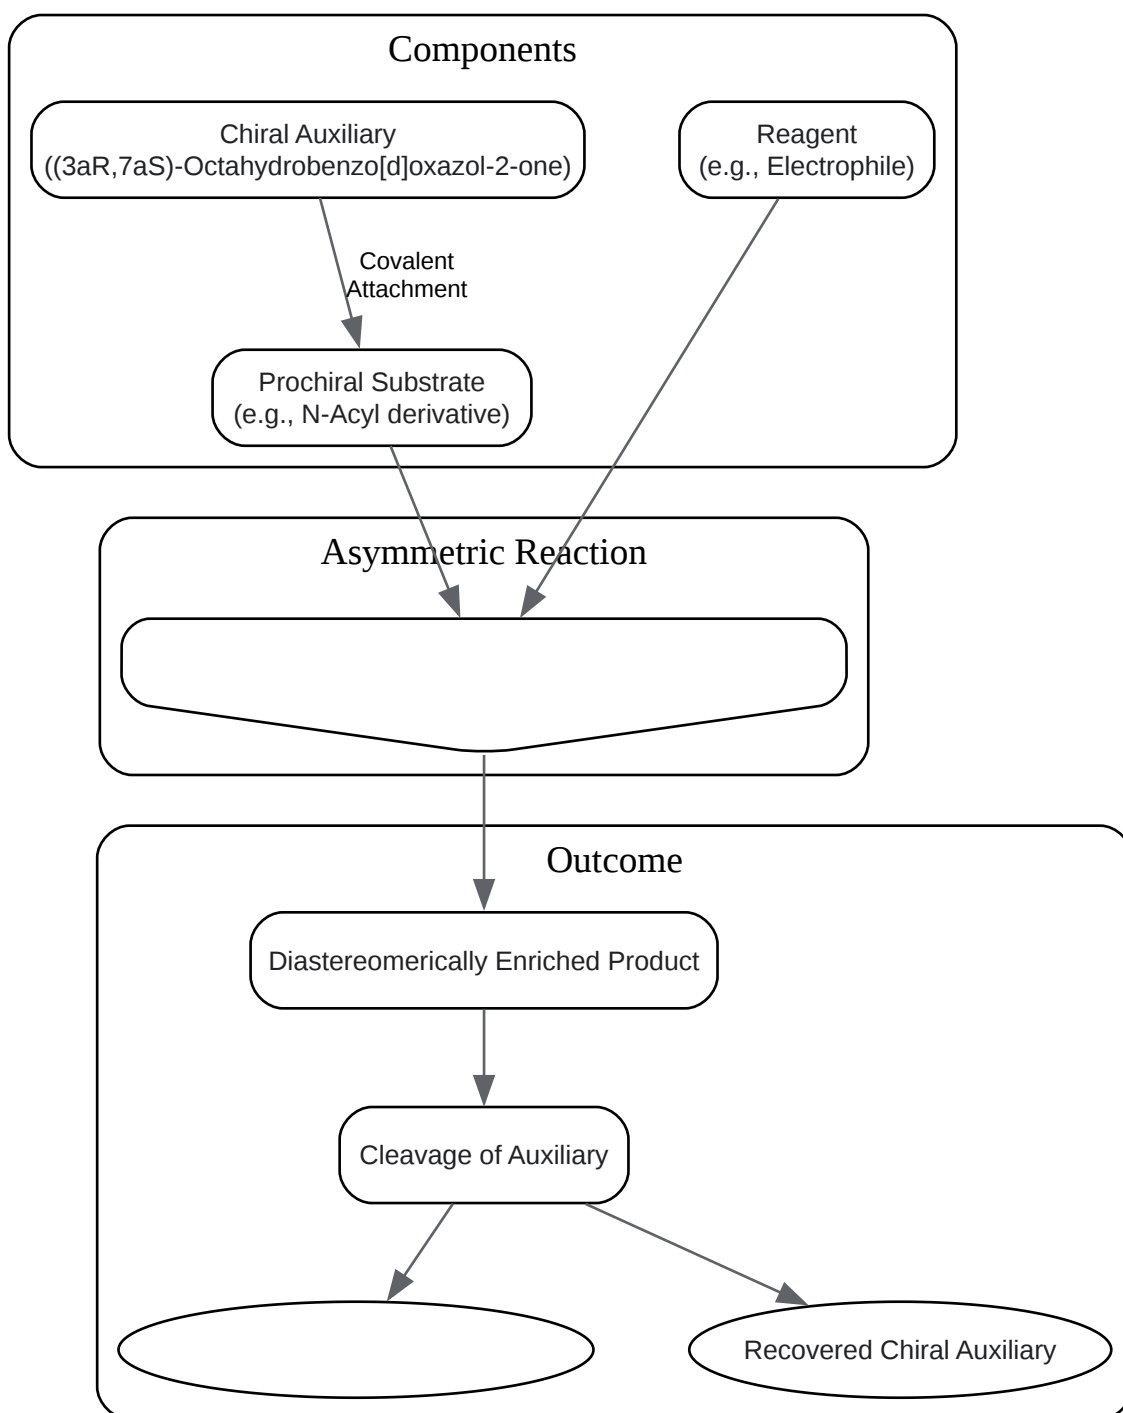 Components
Chiral Auxiliary
((3aR,7aS)-Octahydrobenzo[d]oxazol-2-one)
Reagent
(e.g., Electrophile)
Covalent
Attachment
Prochiral Substrate
(e.g., N-Acyl derivative)
Asymmetric Reaction
Outcome
Diastereomerically Enriched Product
Cleavage of Auxiliary
Recovered Chiral Auxiliary